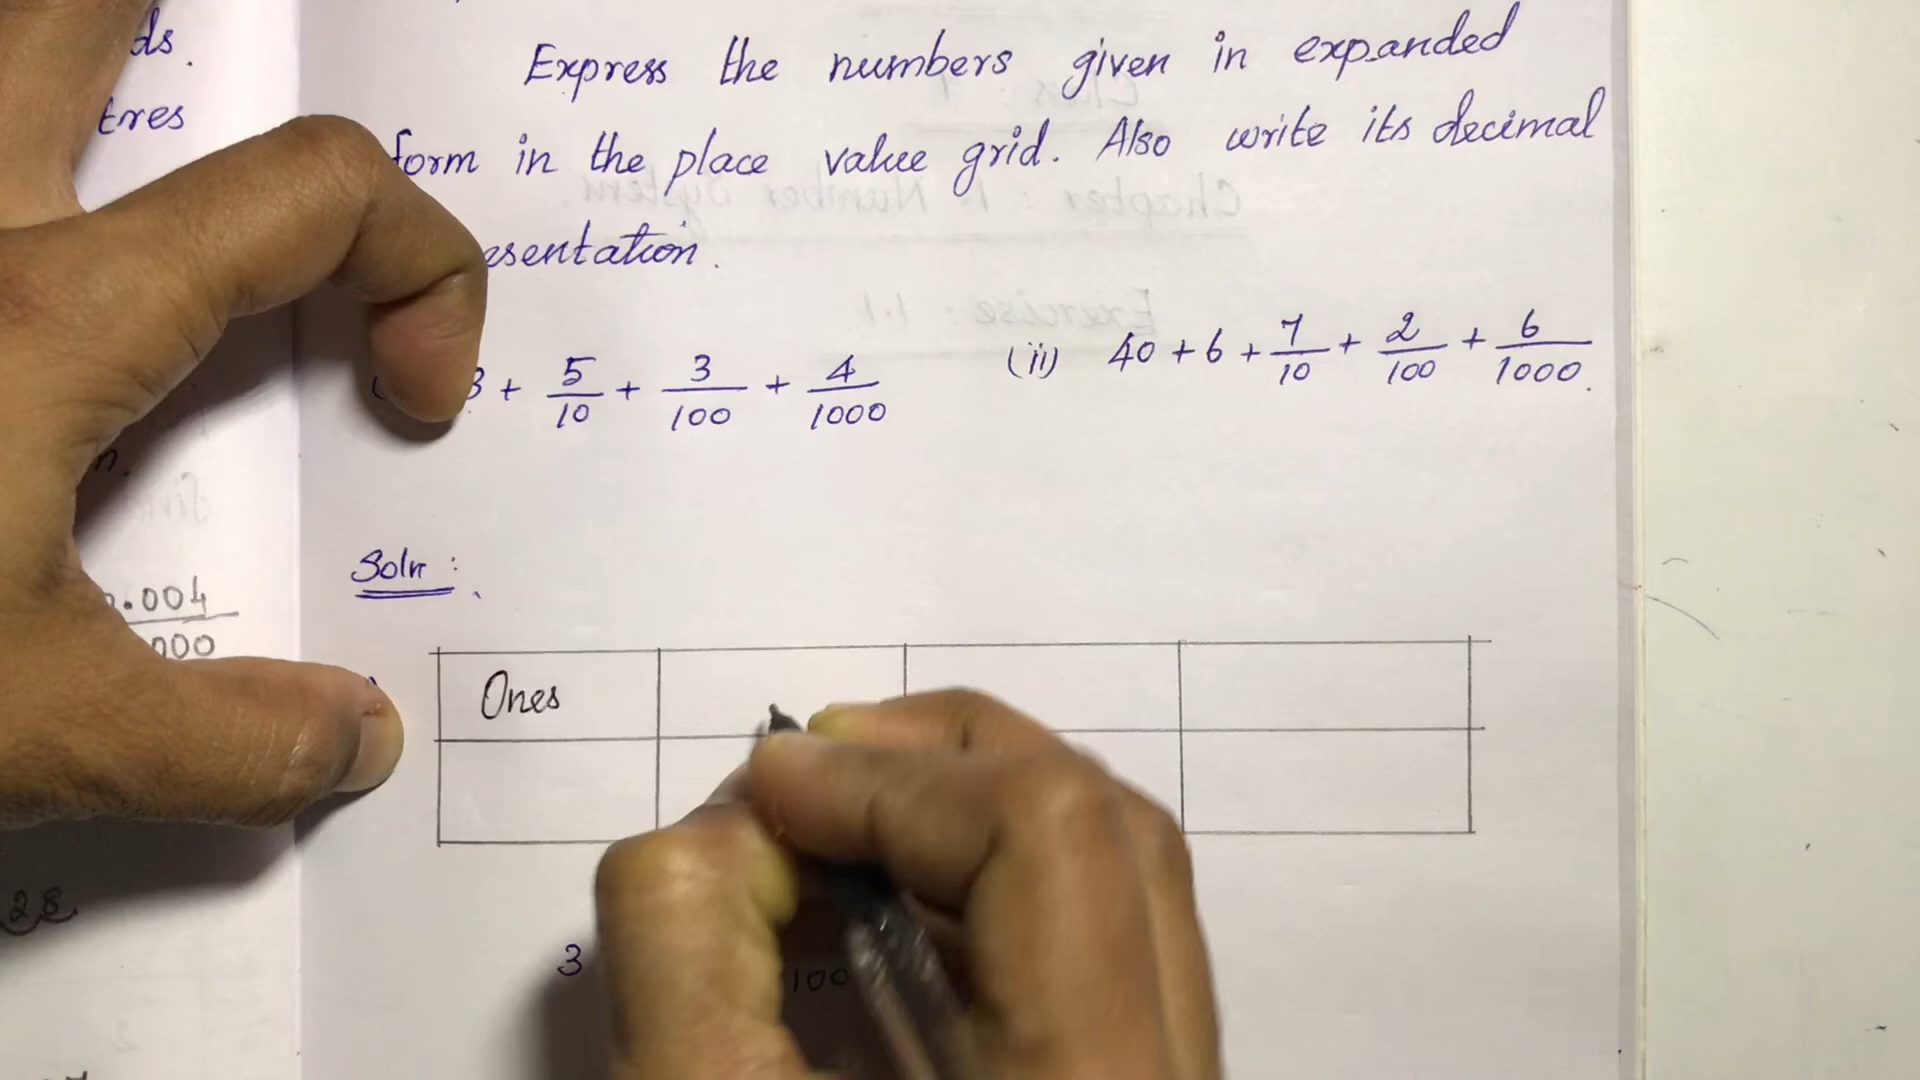 ds.
tres
Express the numbers given in expanded
form in the place value grid. Also write its decimal
esentation.
3 + 5/10 + 3/100 + 4/1000
(ii) 40 + 6 + 7/10 + 2/100 + 6/1000.
Soln :
.004
000
Ones
28
3 100